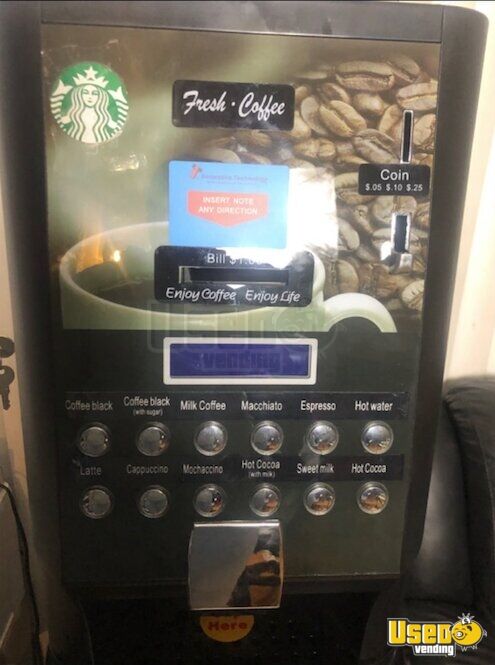 Fresh · Coffee
Coin
$.05 $.10 $.25
INSERT NOTE
ANY DIRECTION
Bill
Enjoy Coffee Enjoy Life
vending
Coffee black
Coffee black
(with sugar)
Milk Coffee
Macchiato
Espresso
Hot water
Latte
Cappuccino
Mochaccino
Hot Cocoa
(with milk)
Sweet milk
Hot Cocoa
Here
USED
vending